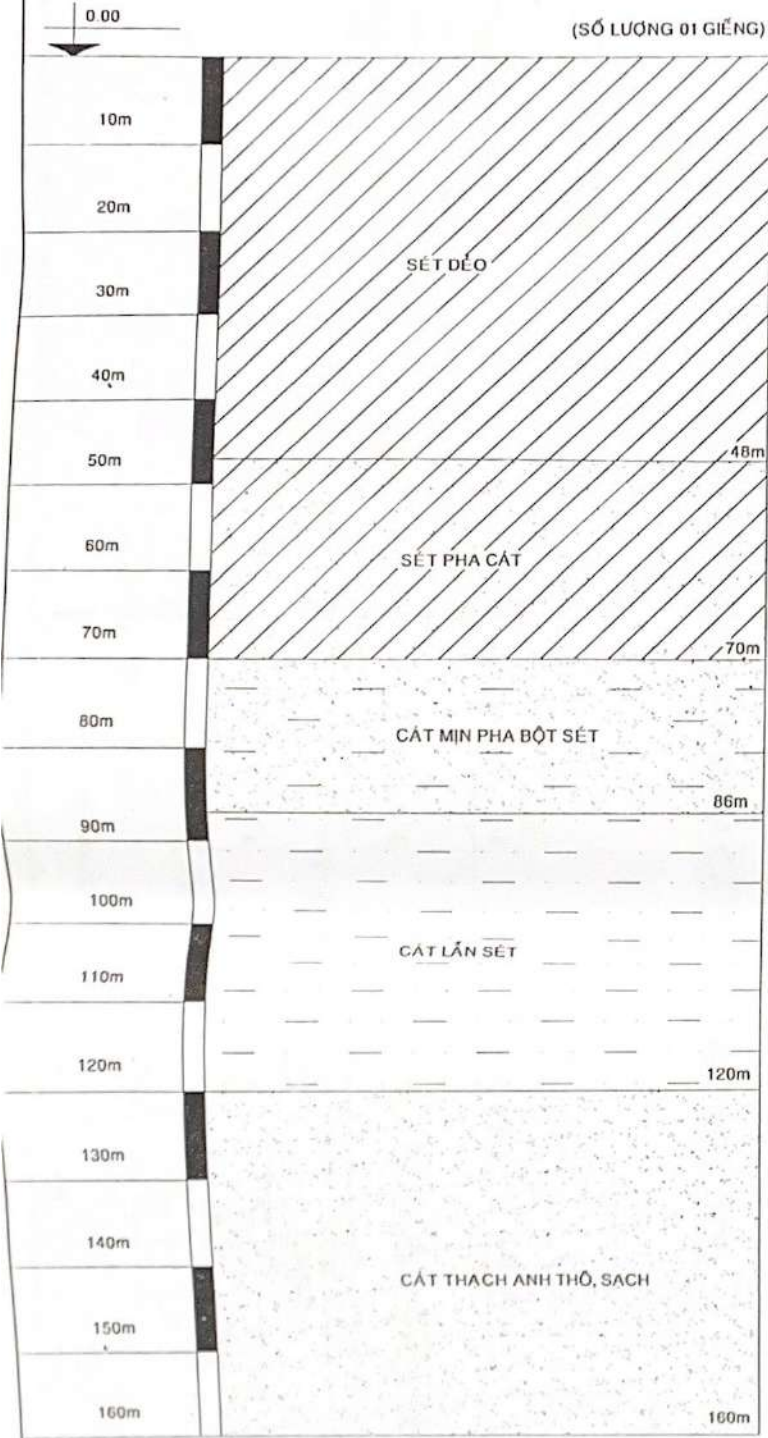 0.00
(SỐ LƯỢNG 01 GIẾNG)
10m
20m
SÉT DẺO
30m
40m
48m
50m
60m
SÉT PHA CÁT
70m
70m
80m
CÁT MỊN PHA BỘT SÉT
86m
90m
100m
CÁT LẪN SÉT
110m
120m
120m
130m
140m
CÁT THẠCH ANH THÔ, SẠCH
150m
160m
160m